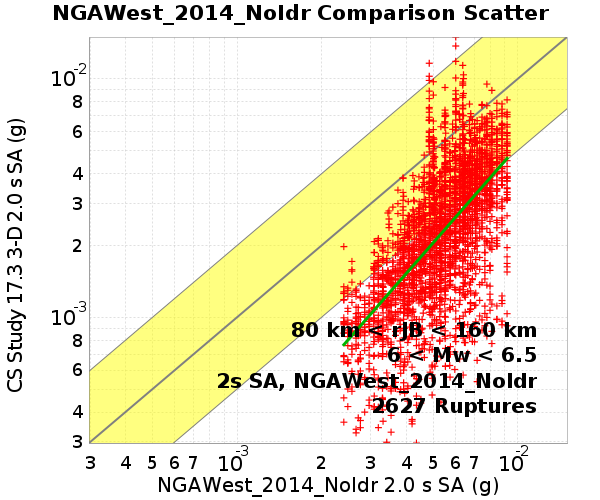 NGAWest_2014_NoIdr Comparison Scatter
CS Study 17.3 3-D 2.0 s SA (g)
10-2
8
6
4
3
2
10-3
8
6
4
3
80 km < rJB < 160 km
6 < Mw < 6.5
2s SA, NGAWest_2014_NoIdr
2627 Ruptures
3 4 5 6 7 10-3 2 3 4 5 6 7 10-2
NGAWest_2014_NoIdr 2.0 s SA (g)